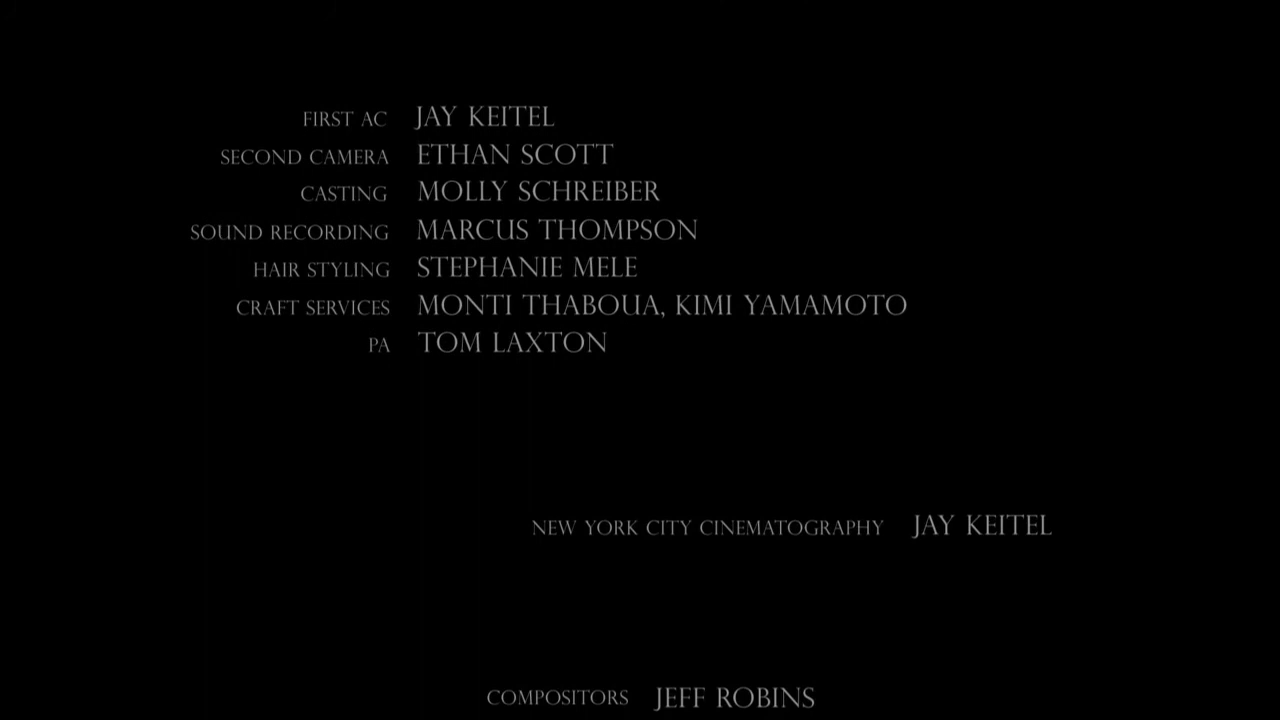 FIRST AC JAY KEITEL
SECOND CAMERA ETHAN SCOTT
CASTING MOLLY SCHREIBER
SOUND RECORDING MARCUS THOMPSON
HAIR STYLING STEPHANIE MELE
CRAFT SERVICES MONTI THABOUA, KIMI YAMAMOTO
PA TOM LAXTON
NEW YORK CITY CINEMATOGRAPHY JAY KEITEL
COMPOSITORS JEFF ROBINS